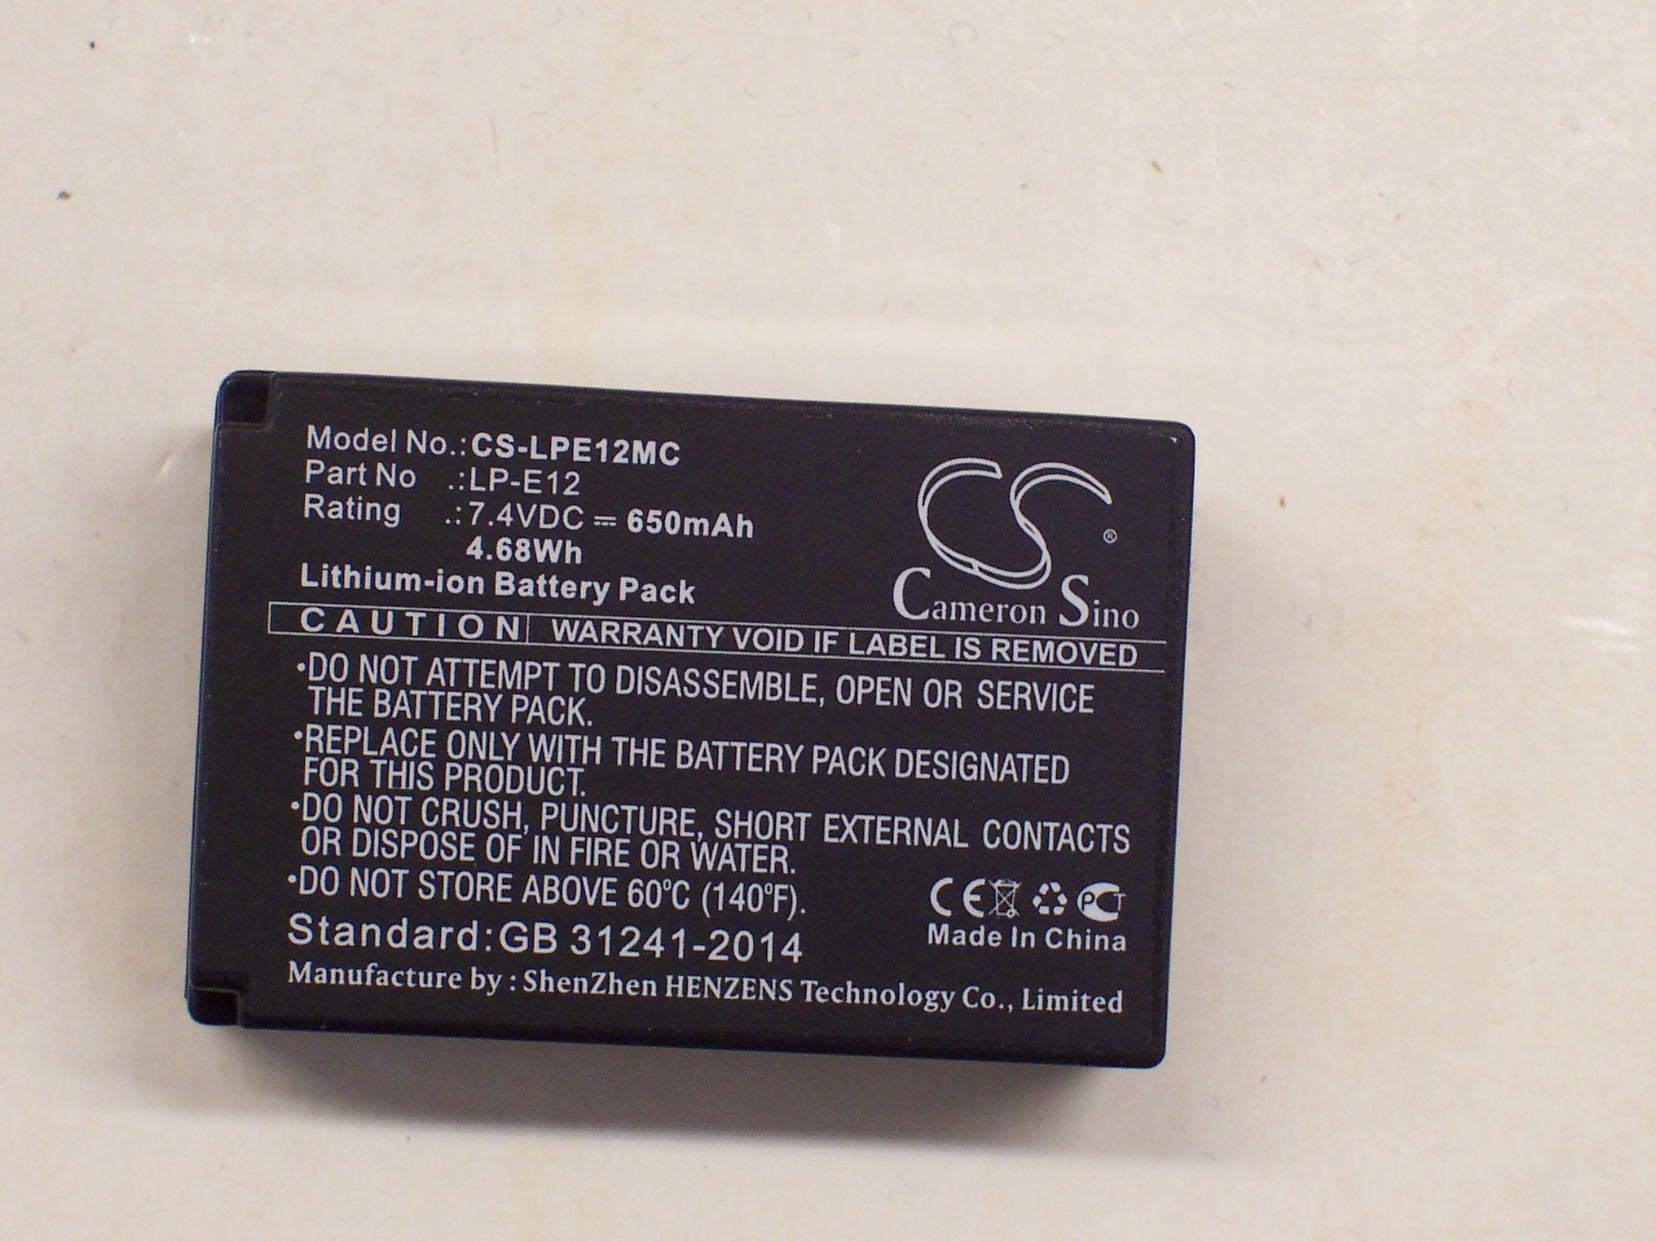 Model No.:CS-LPE12MC
Part No .:LP-E12
Rating .:7.4VDC ⎓ 650mAh
4.68Wh
Lithium-ion Battery Pack
CS®
Cameron Sino
CAUTION WARRANTY VOID IF LABEL IS REMOVED
•DO NOT ATTEMPT TO DISASSEMBLE, OPEN OR SERVICE
THE BATTERY PACK.
•REPLACE ONLY WITH THE BATTERY PACK DESIGNATED
FOR THIS PRODUCT.
•DO NOT CRUSH, PUNCTURE, SHORT EXTERNAL CONTACTS
OR DISPOSE OF IN FIRE OR WATER.
•DO NOT STORE ABOVE 60°C (140°F).
CE PCT
Made In China
Standard:GB 31241-2014
Manufacture by : ShenZhen HENZENS Technology Co., Limited